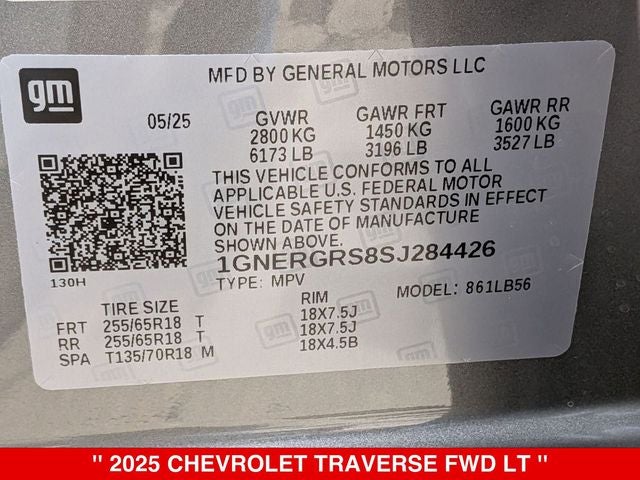 gm
MFD BY GENERAL MOTORS LLC
05/25 GVWR GAWR FRT GAWR RR
2800 KG 1450 KG 1600 KG
6173 LB 3196 LB 3527 LB
THIS VEHICLE CONFORMS TO ALL
APPLICABLE U.S. FEDERAL MOTOR
VEHICLE SAFETY STANDARDS IN EFFECT
ON THE DATE OF MANUFACTURE
SHOWN ABOVE.
1GNERGRS8SJ284426
130H
TYPE: MPV MODEL: 861LB56
TIRE SIZE RIM
FRT 255/65R18 T 18X7.5J
RR 255/65R18 T 18X7.5J
SPA T135/70R18 M 18X4.5B
" 2025 CHEVROLET TRAVERSE FWD LT "